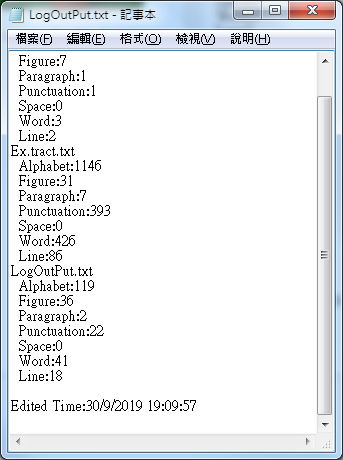 LogOutPut.txt - 記事本
檔案(F) 編輯(E) 格式(O) 檢視(V) 說明(H)
Figure:7
Paragraph:1
Punctuation:1
Space:0
Word:3
Line:2
Ex.tract.txt
Alphabet:1146
Figure:31
Paragraph:7
Punctuation:393
Space:0
Word:426
Line:86
LogOutPut.txt
Alphabet:119
Figure:36
Paragraph:2
Punctuation:22
Space:0
Word:41
Line:18
Edited Time:30/9/2019 19:09:57